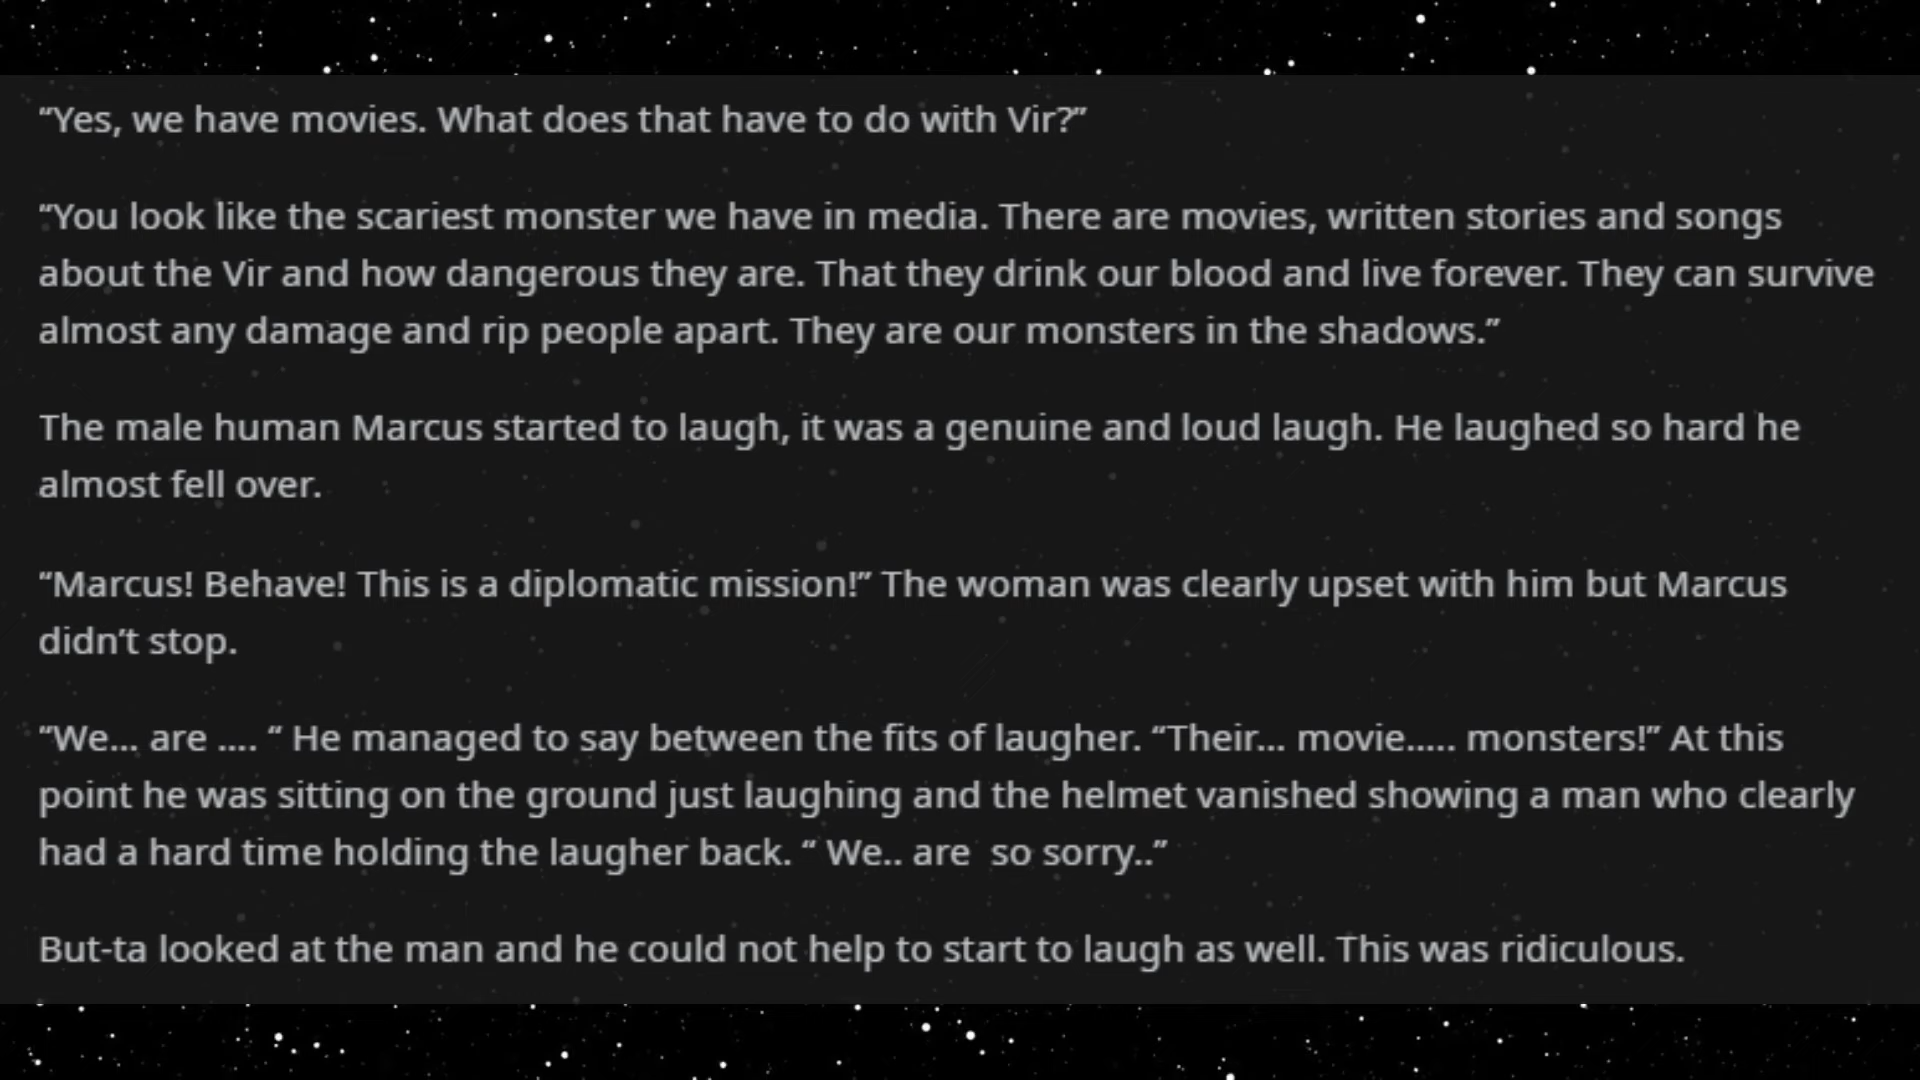 “Yes, we have movies. What does that have to do with Vir?”
“You look like the scariest monster we have in media. There are movies, written stories and songs
about the Vir and how dangerous they are. That they drink our blood and live forever. They can survive
almost any damage and rip people apart. They are our monsters in the shadows.”
The male human Marcus started to laugh, it was a genuine and loud laugh. He laughed so hard he
almost fell over.
“Marcus! Behave! This is a diplomatic mission!” The woman was clearly upset with him but Marcus
didn’t stop.
“We... are .... “ He managed to say between the fits of laugher. “Their... movie..... monsters!” At this
point he was sitting on the ground just laughing and the helmet vanished showing a man who clearly
had a hard time holding the laugher back. “ We.. are  so sorry..”
But-ta looked at the man and he could not help to start to laugh as well. This was ridiculous.